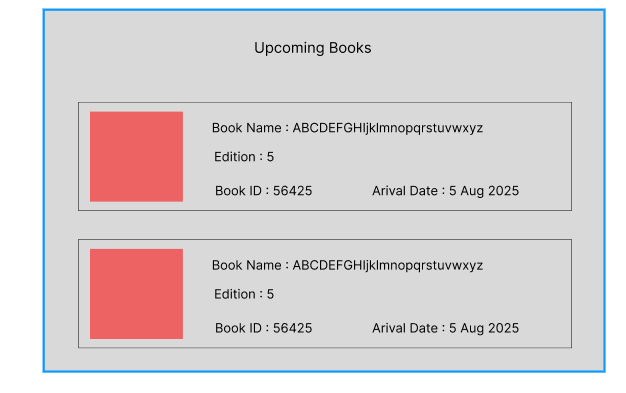 Upcoming Books
Book Name : ABCDEFGHIjklmnopqrstuvwxyz
Edition : 5
Book ID : 56425 Arival Date : 5 Aug 2025
Book Name : ABCDEFGHIjklmnopqrstuvwxyz
Edition : 5
Book ID : 56425 Arival Date : 5 Aug 2025